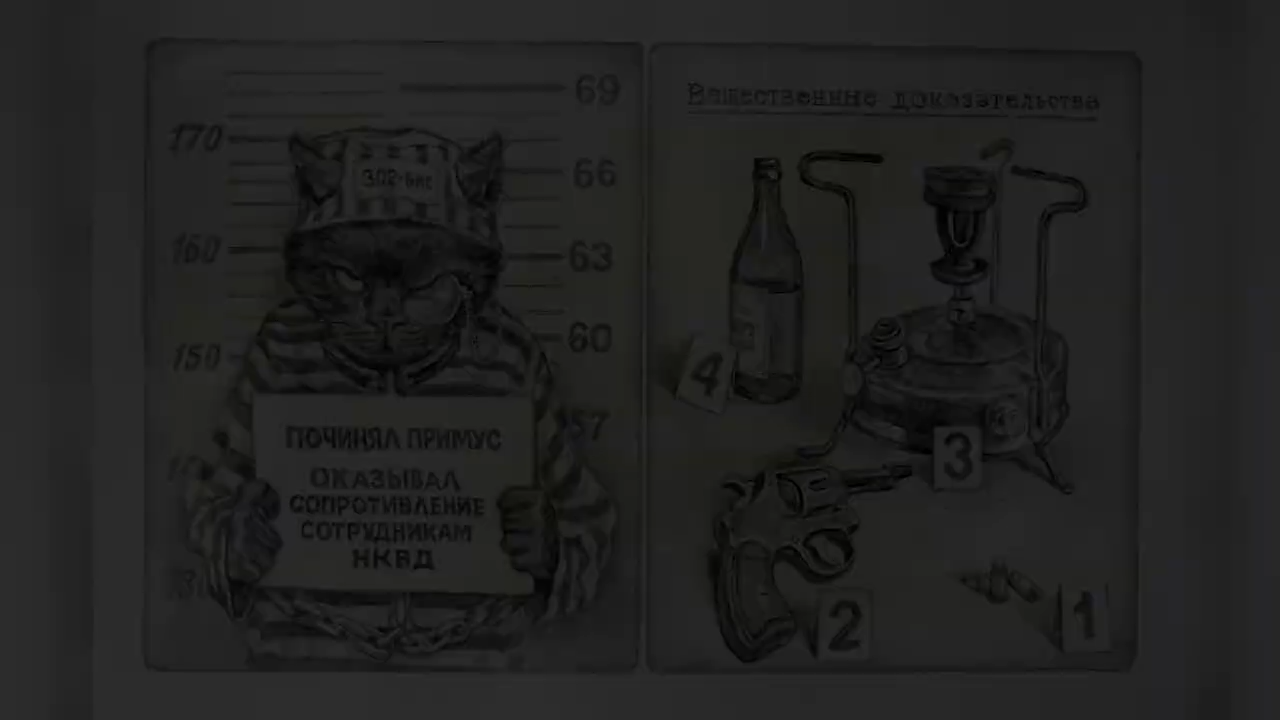 69
170
302-бис
66
160
63
60
150
57
ПОЧИНЯЛ ПРИМУС
ОКАЗЫВАЛ
СОПРОТИВЛЕНИЕ
СОТРУДНИКАМ
НКВД
Вещественные доказательства
4
3
2
1